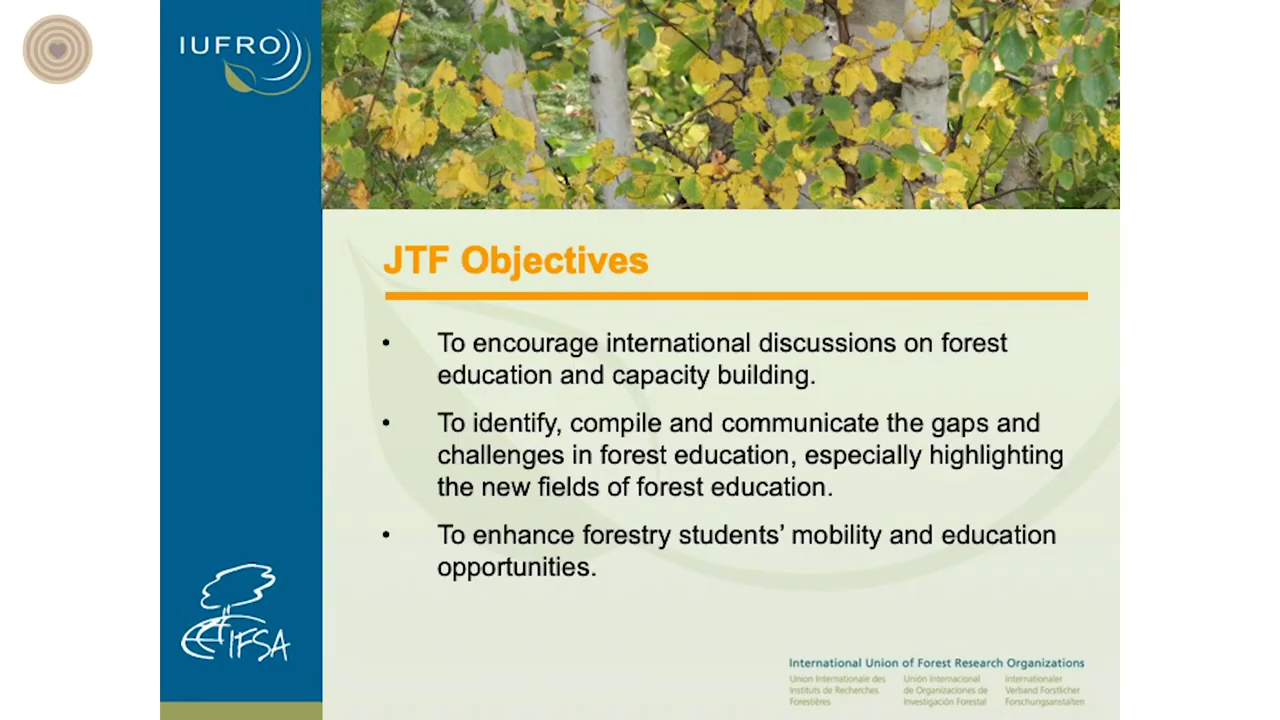 IUFRO
JTF Objectives
• To encourage international discussions on forest
education and capacity building.
• To identify, compile and communicate the gaps and
challenges in forest education, especially highlighting
the new fields of forest education.
• To enhance forestry students’ mobility and education
opportunities.
IFSA
International Union of Forest Research Organizations
Union Internationale des
Instituts de Recherches
Forestières
Unión Internacional
de Organizaciones de
Investigación Forestal
Internationaler
Verband Forstlicher
Forschungsanstalten